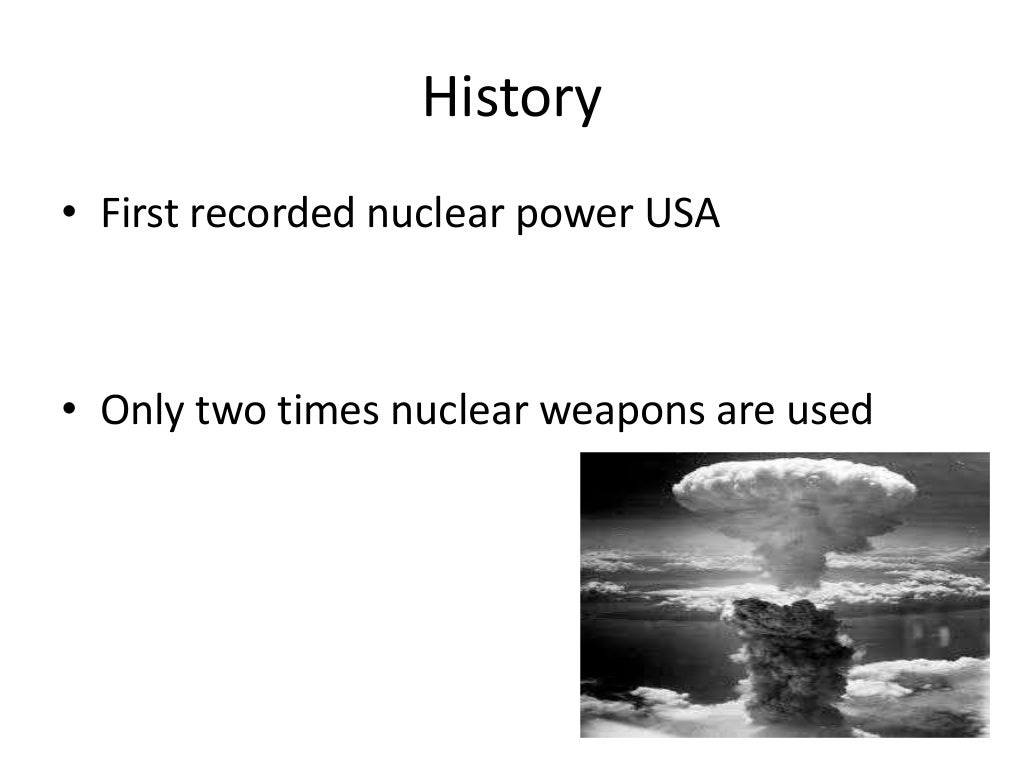 History
• First recorded nuclear power USA
• Only two times nuclear weapons are used